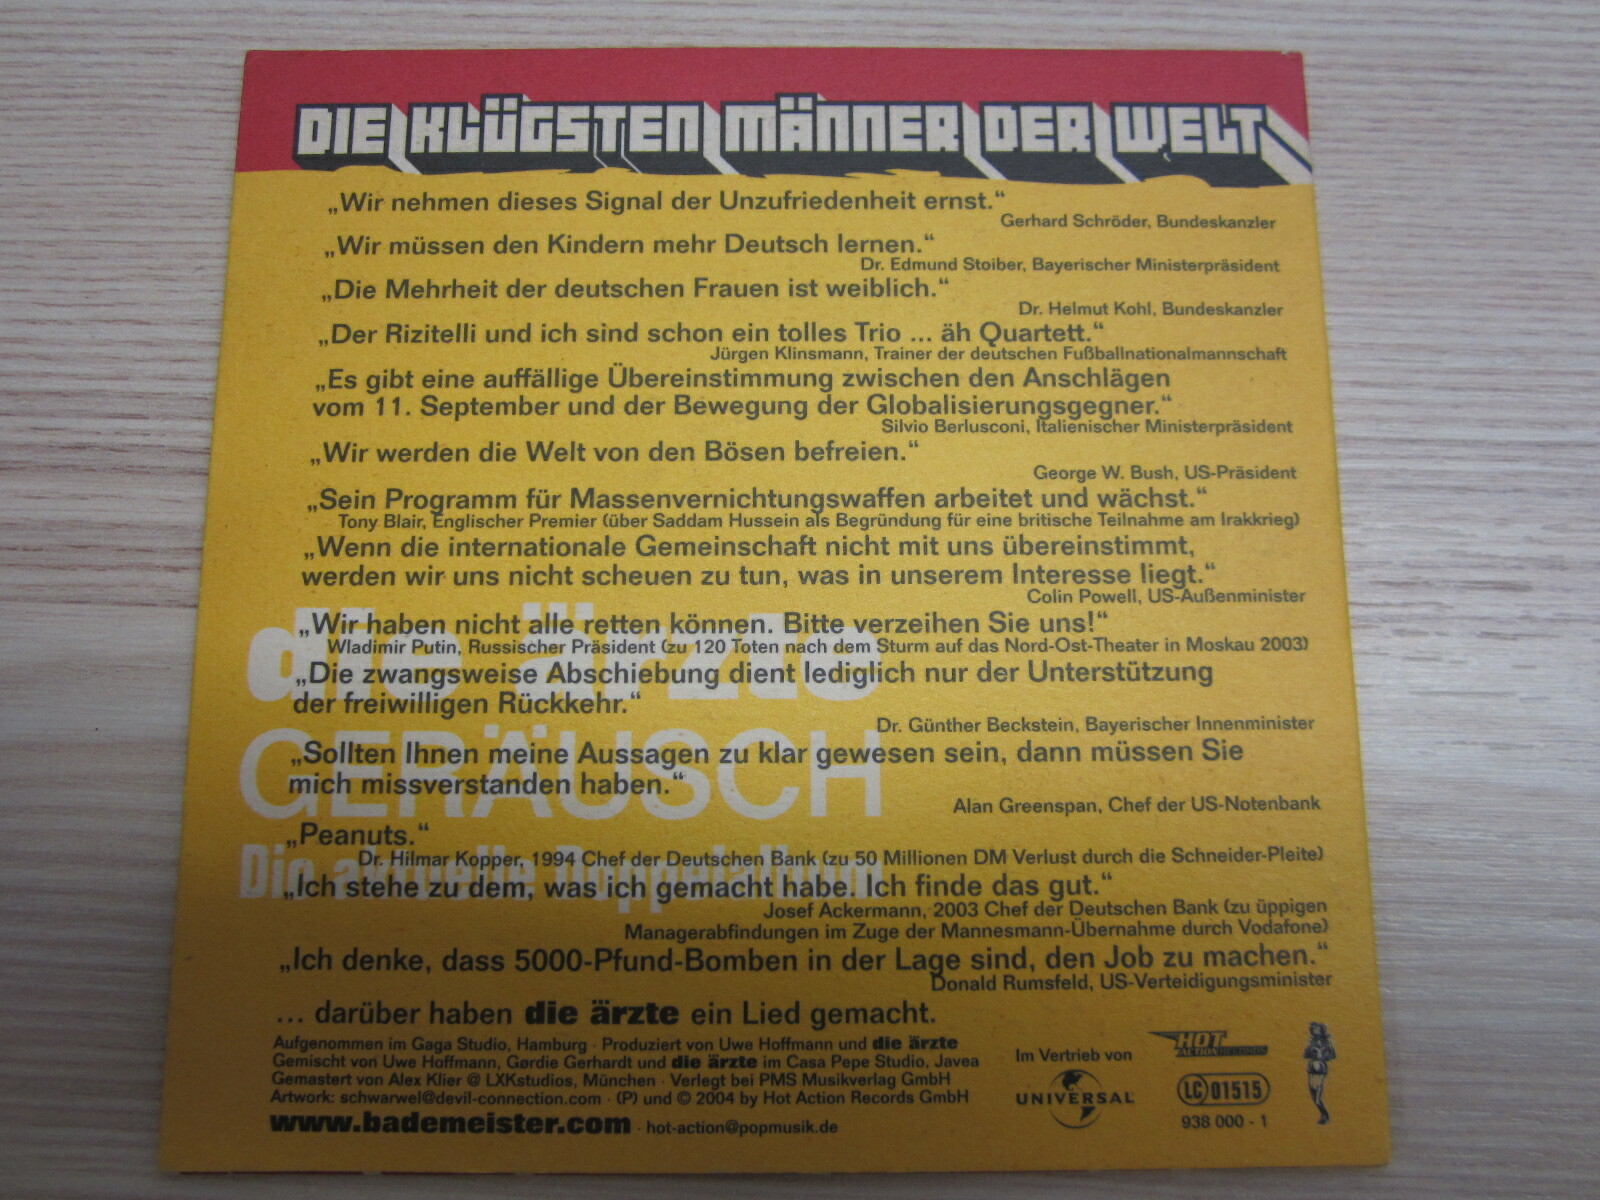 DIE KLÜGSTEN MÄNNER DER WELT
„Wir nehmen dieses Signal der Unzufriedenheit ernst.“
Gerhard Schröder, Bundeskanzler
„Wir müssen den Kindern mehr Deutsch lernen.“
Dr. Edmund Stoiber, Bayerischer Ministerpräsident
„Die Mehrheit der deutschen Frauen ist weiblich.“
Dr. Helmut Kohl, Bundeskanzler
„Der Rizitelli und ich sind schon ein tolles Trio ... äh Quartett.“
Jürgen Klinsmann, Trainer der deutschen Fußballnationalmannschaft
„Es gibt eine auffällige Übereinstimmung zwischen den Anschlägen
vom 11. September und der Bewegung der Globalisierungsgegner.“
Silvio Berlusconi, Italienischer Ministerpräsident
„Wir werden die Welt von den Bösen befreien.“
George W. Bush, US-Präsident
„Sein Programm für Massenvernichtungswaffen arbeitet und wächst.“
Tony Blair, Englischer Premier (über Saddam Hussein als Begründung für eine britische Teilnahme am Irakkrieg)
„Wenn die internationale Gemeinschaft nicht mit uns übereinstimmt,
werden wir uns nicht scheuen zu tun, was in unserem Interesse liegt.“
Colin Powell, US-Außenminister
„Wir haben nicht alle retten können. Bitte verzeihen Sie uns!“
Wladimir Putin, Russischer Präsident (zu 120 Toten nach dem Sturm auf das Nord-Ost-Theater in Moskau 2003)
„Die zwangsweise Abschiebung dient lediglich nur der Unterstützung
der freiwilligen Rückkehr.“
Dr. Günther Beckstein, Bayerischer Innenminister
„Sollten Ihnen meine Aussagen zu klar gewesen sein, dann müssen Sie
mich missverstanden haben.“
Alan Greenspan, Chef der US-Notenbank
„Peanuts.“
Dr. Hilmar Kopper, 1994 Chef der Deutschen Bank (zu 50 Millionen DM Verlust durch die Schneider-Pleite)
„Ich stehe zu dem, was ich gemacht habe. Ich finde das gut.“
Josef Ackermann, 2003 Chef der Deutschen Bank (zu üppigen
Managerabfindungen im Zuge der Mannesmann-Übernahme durch Vodafone)
„Ich denke, dass 5000-Pfund-Bomben in der Lage sind, den Job zu machen.“
Donald Rumsfeld, US-Verteidigungsminister
... darüber haben die ärzte ein Lied gemacht.
die ärzte
GERÄUSCH
Die Doppelalbum
Aufgenommen im Gaga Studio, Hamburg · Produziert von Uwe Hoffmann und die ärzte
Gemischt von Uwe Hoffmann, Gørdie Gerhardt und die ärzte im Casa Pepe Studio, Javea
Gemastert von Alex Klier @ LXKstudios, München · Verlegt bei PMS Musikverlag GmbH
Artwork: schwarwel@devil-connection.com · (P) und © 2004 by Hot Action Records GmbH
www.bademeister.com · hot-action@popmusik.de
Im Vertrieb von
UNIVERSAL
HOT
ACTION RECORDS
LC 01515
938 000 - 1